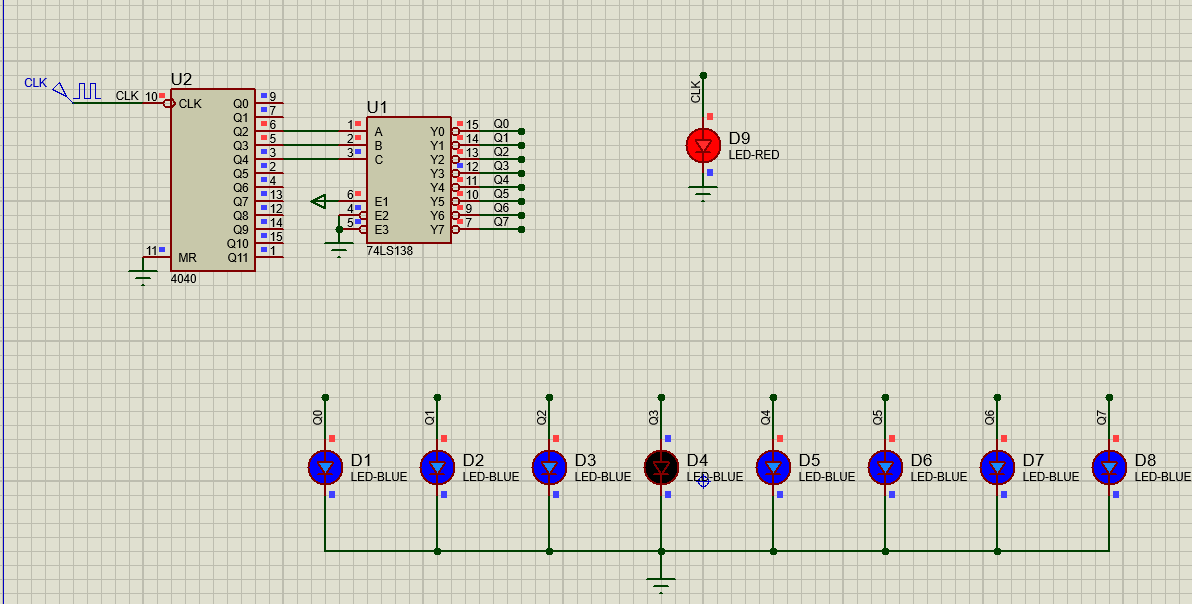 U2
CLK
CLK 10 CLK Q0 9
Q1 7
Q2 6
Q3 5
Q4 3
Q5 2
Q6 4
Q7 13
Q8 12
Q9 14
Q10 15
11 MR Q11 1
4040
U1
1 A Y0 15 Q0
2 B Y1 14 Q1
3 C Y2 13 Q2
Y3 12 Q3
Y4 11 Q4
6 E1 Y5 10 Q5
4 E2 Y6 9 Q6
5 E3 Y7 7 Q7
74LS138
CLK
D9
LED-RED
Q0
D1
LED-BLUE
Q1
D2
LED-BLUE
Q2
D3
LED-BLUE
Q3
D4
LED-BLUE
Q4
D5
LED-BLUE
Q5
D6
LED-BLUE
Q6
D7
LED-BLUE
Q7
D8
LED-BLUE